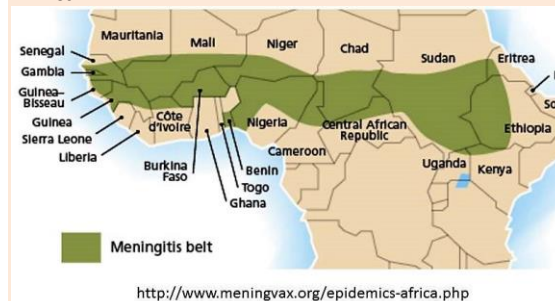 Mauritania
Mali
Niger
Chad
Sudan
Eritrea
Senegal
Gambia
Guinea–
Bissau
Guinea
Sierra Leone
Liberia
Côte
d'Ivoire
Burkina
Faso
Ghana
Togo
Benin
Nigeria
Cameroon
Central African
Republic
Uganda
Kenya
Ethiopia
Meningitis belt
http://www.meningvax.org/epidemics-africa.php